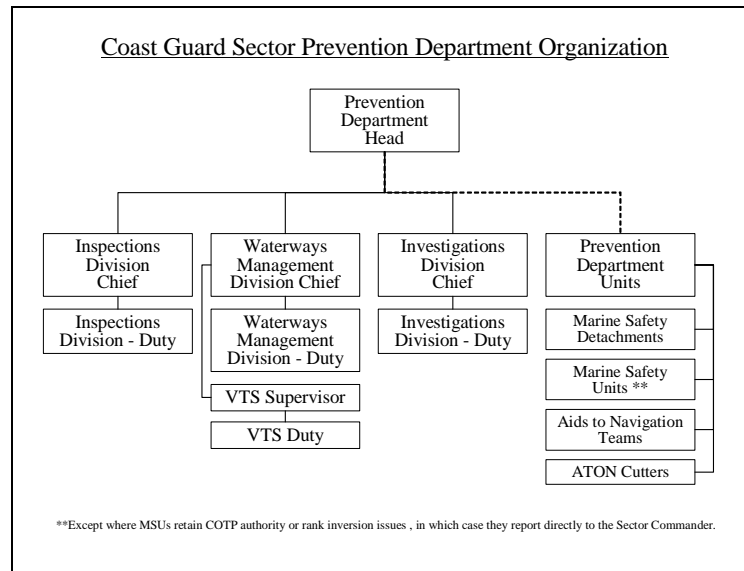 Coast Guard Sector Prevention Department Organization
Prevention
Department
Head
Inspections
Division
Chief
Inspections
Division - Duty
Waterways
Management
Division Chief
Waterways
Management
Division - Duty
VTS Supervisor
VTS Duty
Investigations
Division
Chief
Investigations
Division - Duty
Prevention
Department
Units
Marine Safety
Detachments
Marine Safety
Units **
Aids to Navigation
Teams
ATON Cutters
**Except where MSUs retain COTP authority or rank inversion issues , in which case they report directly to the Sector Commander.